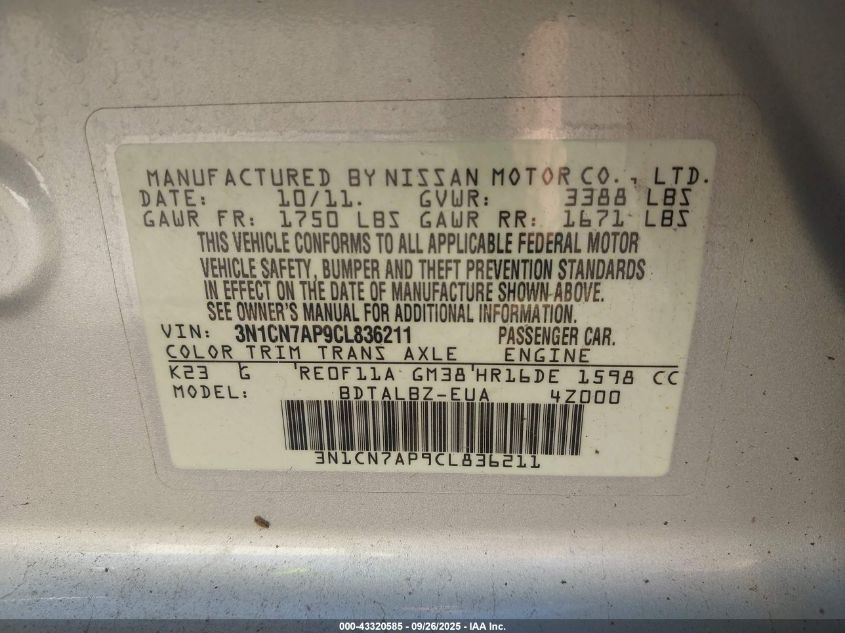 MANUFACTURED BY NISSAN MOTOR CO., LTD.
DATE: 10/11. GVWR: 3388 LBS
GAWR FR: 1750 LBS GAWR RR: 1671 LBS
THIS VEHICLE CONFORMS TO ALL APPLICABLE FEDERAL MOTOR
VEHICLE SAFETY, BUMPER AND THEFT PREVENTION STANDARDS
IN EFFECT ON THE DATE OF MANUFACTURE SHOWN ABOVE.
SEE OWNER'S MANUAL FOR ADDITIONAL INFORMATION.
VIN: 3N1CN7AP9CL836211 PASSENGER CAR.
COLOR TRIM TRANS AXLE ENGINE
K23 G RE0F11A GM38 HR16DE 1598 CC
MODEL: BDTALBZ-EUA 4Z000
3N1CN7AP9CL836211
000-43320585 - 09/26/2025 - IAA Inc.